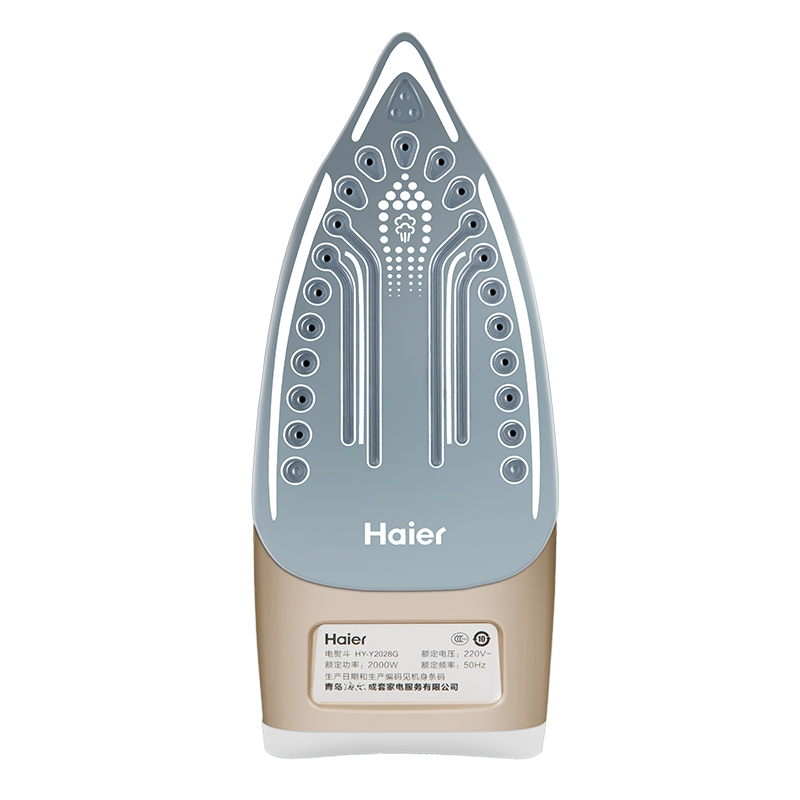 Haier
Haier
CCC 10
电熨斗 HY-Y2028G 额定电压：220V~
额定功率：2000W 额定频率：50Hz
生产日期和生产编码见机身条码
青岛 成套家电服务有限公司